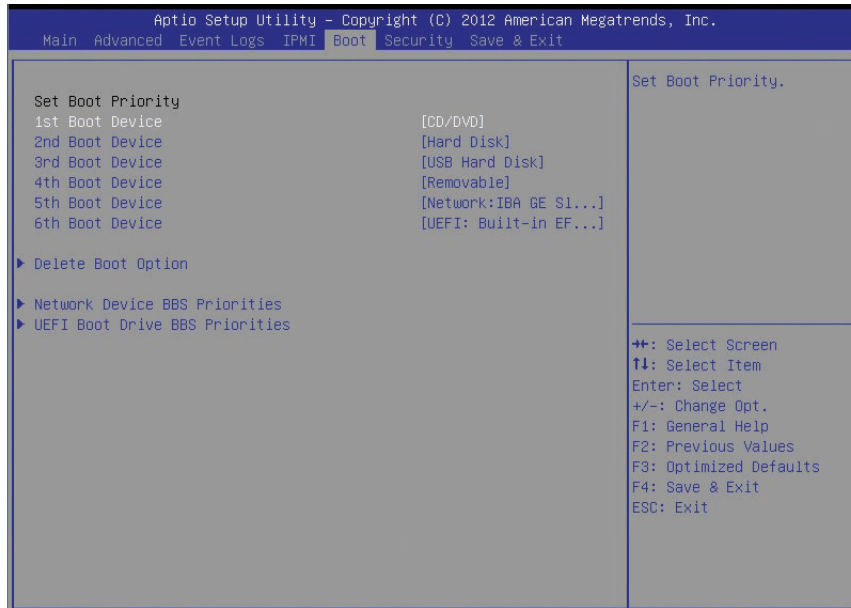 Aptio Setup Utility – Copyright (C) 2012 American Megatrends, Inc.
Main Advanced Event Logs IPMI Boot Security Save & Exit
Set Boot Priority
1st Boot Device [CD/DVD]
2nd Boot Device [Hard Disk]
3rd Boot Device [USB Hard Disk]
4th Boot Device [Removable]
5th Boot Device [Network:IBA GE Sl...]
6th Boot Device [UEFI: Built-in EF...]
▶ Delete Boot Option
▶ Network Device BBS Priorities
▶ UEFI Boot Drive BBS Priorities
Set Boot Priority.
→←: Select Screen
↑↓: Select Item
Enter: Select
+/-: Change Opt.
F1: General Help
F2: Previous Values
F3: Optimized Defaults
F4: Save & Exit
ESC: Exit